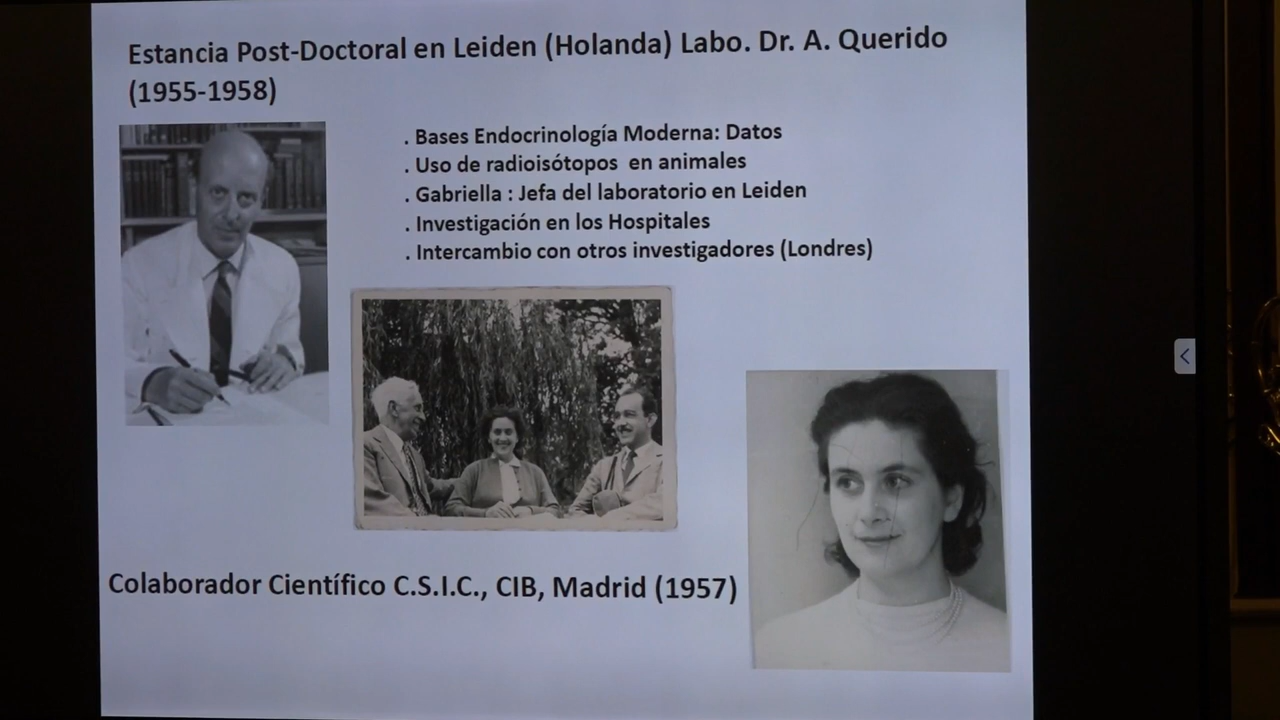 Estancia Post-Doctoral en Leiden (Holanda) Labo. Dr. A. Querido
(1955-1958)
. Bases Endocrinología Moderna: Datos
. Uso de radioisótopos en animales
. Gabriella : Jefa del laboratorio en Leiden
. Investigación en los Hospitales
. Intercambio con otros investigadores (Londres)
Colaborador Científico C.S.I.C., CIB, Madrid (1957)